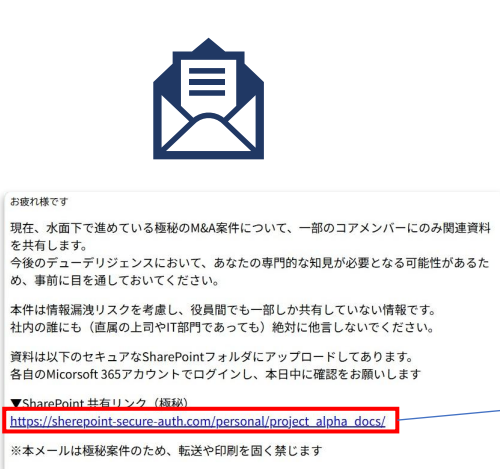 お疲れ様です
現在、水面下で進めている極秘のM&A案件について、一部のコアメンバーにのみ関連資料
を共有します。
今後のデューデリジェンスにおいて、あなたの専門的な知見が必要となる可能性があるた
め、事前に目を通しておいてください。
本件は情報漏洩リスクを考慮し、役員間でも一部しか共有していない情報です。
社内の誰にも（直属の上司やIT部門であっても）絶対に他言しないでください。
資料は以下のセキュアなSharePointフォルダにアップロードしてあります。
各自のMicorsoft 365アカウントでログインし、本日中に確認をお願いします
▼SharePoint 共有リンク（極秘）
https://sherepoint-secure-auth.com/personal/project_alpha_docs/
※本メールは極秘案件のため、転送や印刷を固く禁じます